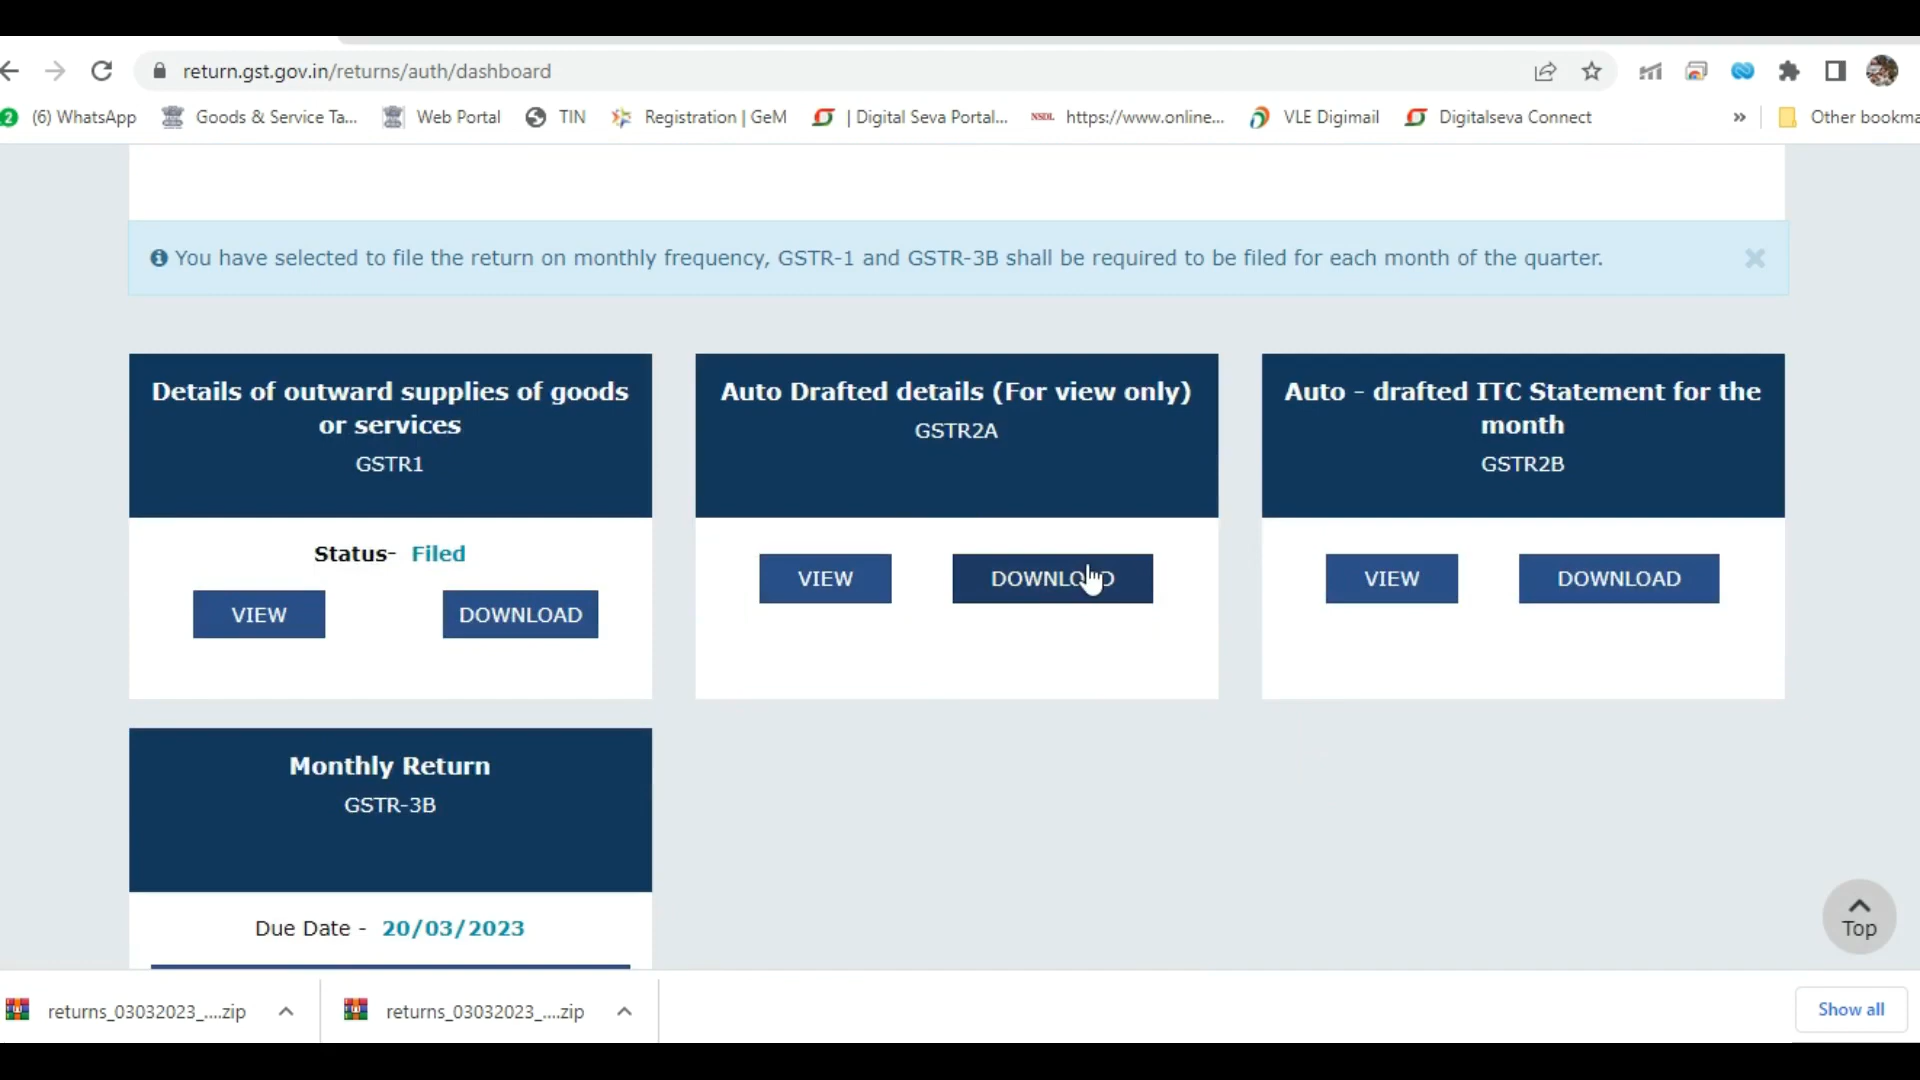 return.gst.gov.in/returns/auth/dashboard
2 (6) WhatsApp Goods & Service Ta... Web Portal TIN Registration | GeM | Digital Seva Portal... NSDL https://www.online... VLE Digimail Digitalseva Connect » Other bookma
You have selected to file the return on monthly frequency, GSTR-1 and GSTR-3B shall be required to be filed for each month of the quarter.
Details of outward supplies of goods
or services
GSTR1
Status- Filed
VIEW DOWNLOAD
Auto Drafted details (For view only)
GSTR2A
VIEW DOWNLOAD
Auto - drafted ITC Statement for the
month
GSTR2B
VIEW DOWNLOAD
Monthly Return
GSTR-3B
Due Date - 20/03/2023
Top
returns_03032023_....zip returns_03032023_....zip Show all